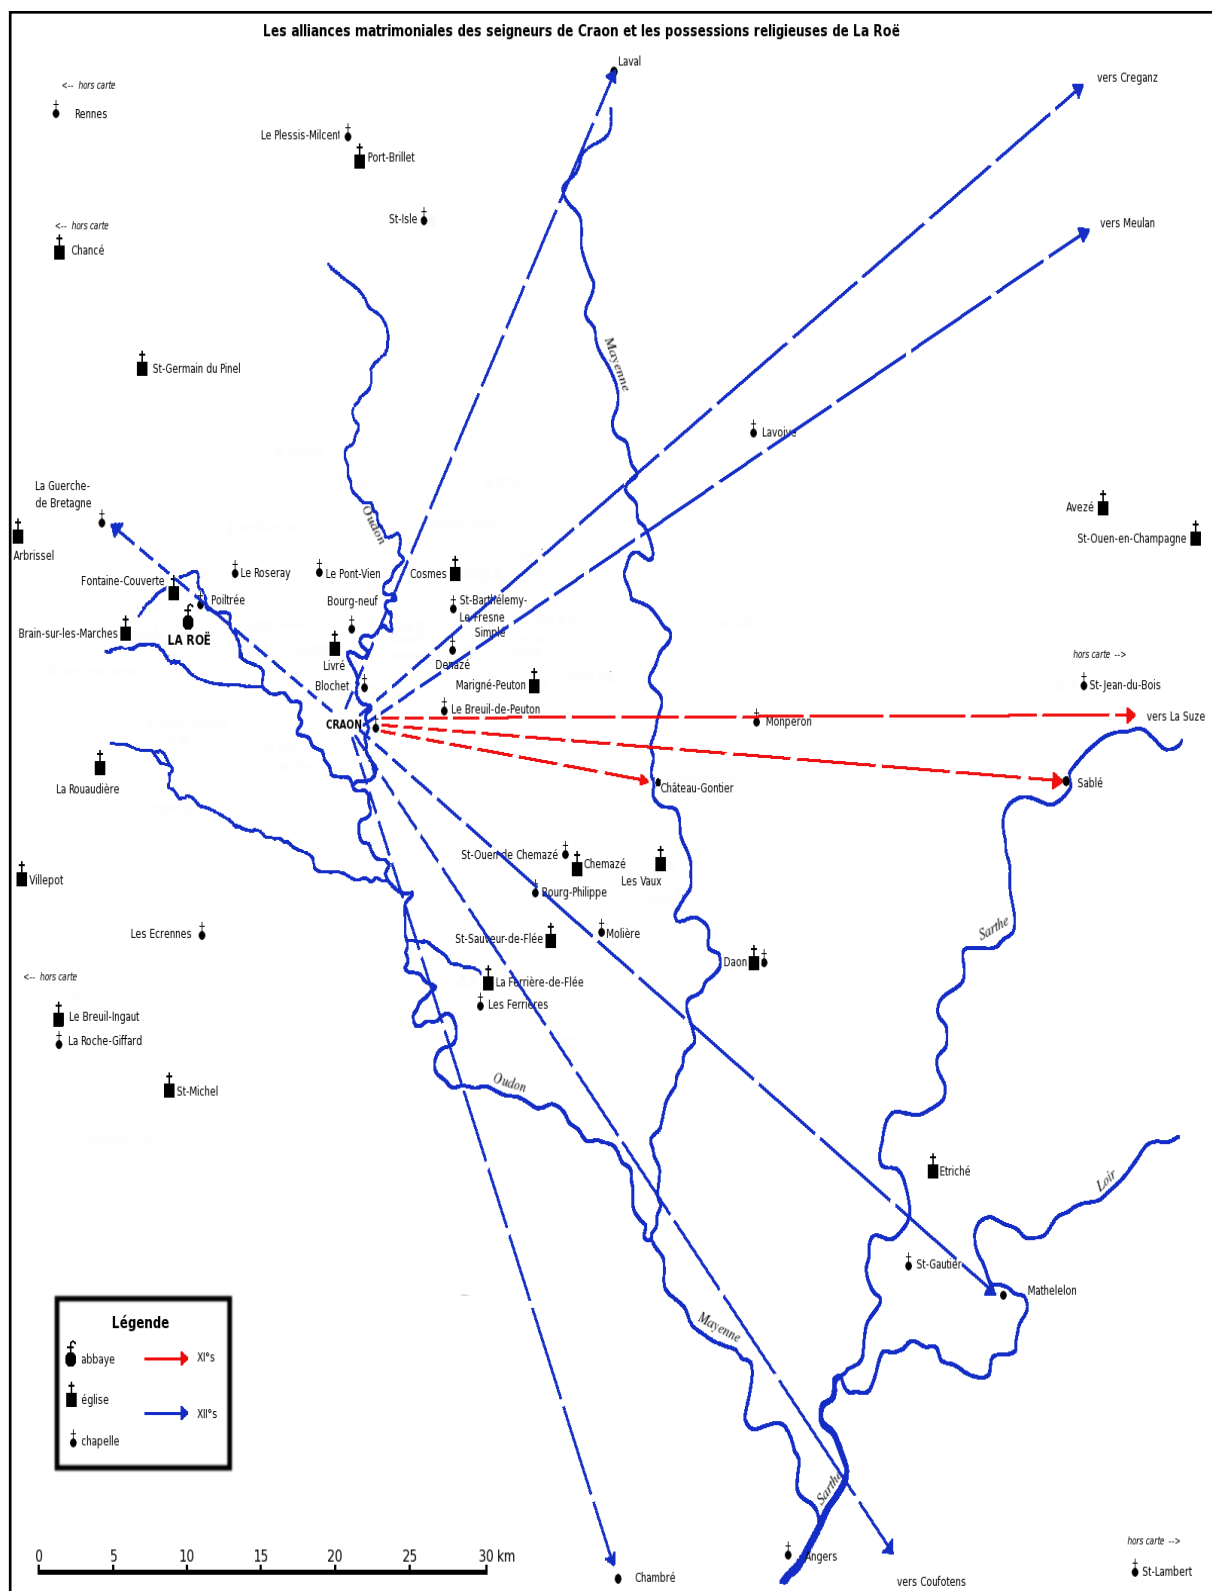 Les alliances matrimoniales des seigneurs de Craon et les possessions religieuses de La Roë
Laval
<-- hors carte
Rennes
vers Creganz
Le Plessis-Milcent
Port-Brillet
St-Isle
<-- hors carte
Chancé
vers Meulan
Mayenne
St-Germain du Pinel
Lavoive
La Guerche-
de Bretagne
Oudon
Avezé
St-Ouen-en-Champagne
Arbrissel
Fontaine-Couverte
Le Roseray
Le Pont-Vien
Cosmes
Poiltrée
Bourg-neuf
St-Barthélemy-
Le Fresne
Simple
Brain-sur-les-Marches
LA ROË
Livré
Denazé
hors carte -->
St-Jean-du-Bois
Blochet
Marigné-Peuton
Le Breuil-de-Peuton
CRAON
Monperon
vers La Suze
La Rouaudière
Château-Gontier
Sablé
St-Ouen de Chemazé
Chemazé
Les Vaux
Villepot
Bourg-Philippe
Les Ecrennes
St-Sauveur-de-Flée
Molière
Sarthe
Daon
<-- hors carte
La Ferrière-de-Flée
Les Ferrières
Le Breuil-Ingaut
La Roche-Giffard
St-Michel
Oudon
Etriché
Loir
St-Gautier
Mathelelon
Mayenne
Légende
abbaye
XI°s
église
XII°s
chapelle
Sarthe
0 5 10 15 20 25 30 km
Chambré
Angers
vers Coufotens
hors carte -->
St-Lambert